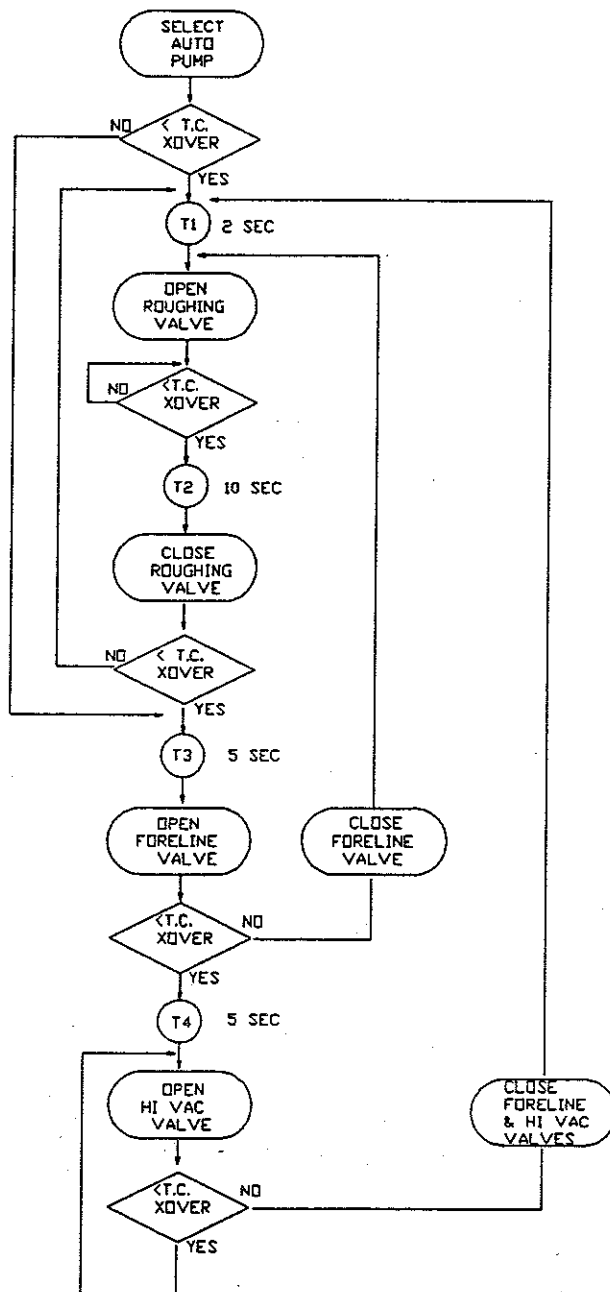 SELECT
AUTO
PUMP
NO
< T.C.
XOVER
YES
T1
2 SEC
OPEN
ROUGHING
VALVE
NO
<T.C.
XOVER
YES
T2
10 SEC
CLOSE
ROUGHING
VALVE
NO
< T.C.
XOVER
YES
T3
5 SEC
OPEN
FORELINE
VALVE
CLOSE
FORELINE
VALVE
<T.C.
XOVER
NO
YES
T4
5 SEC
OPEN
HI VAC
VALVE
CLOSE
FORELINE
& HI VAC
VALVES
<T.C.
XOVER
NO
YES